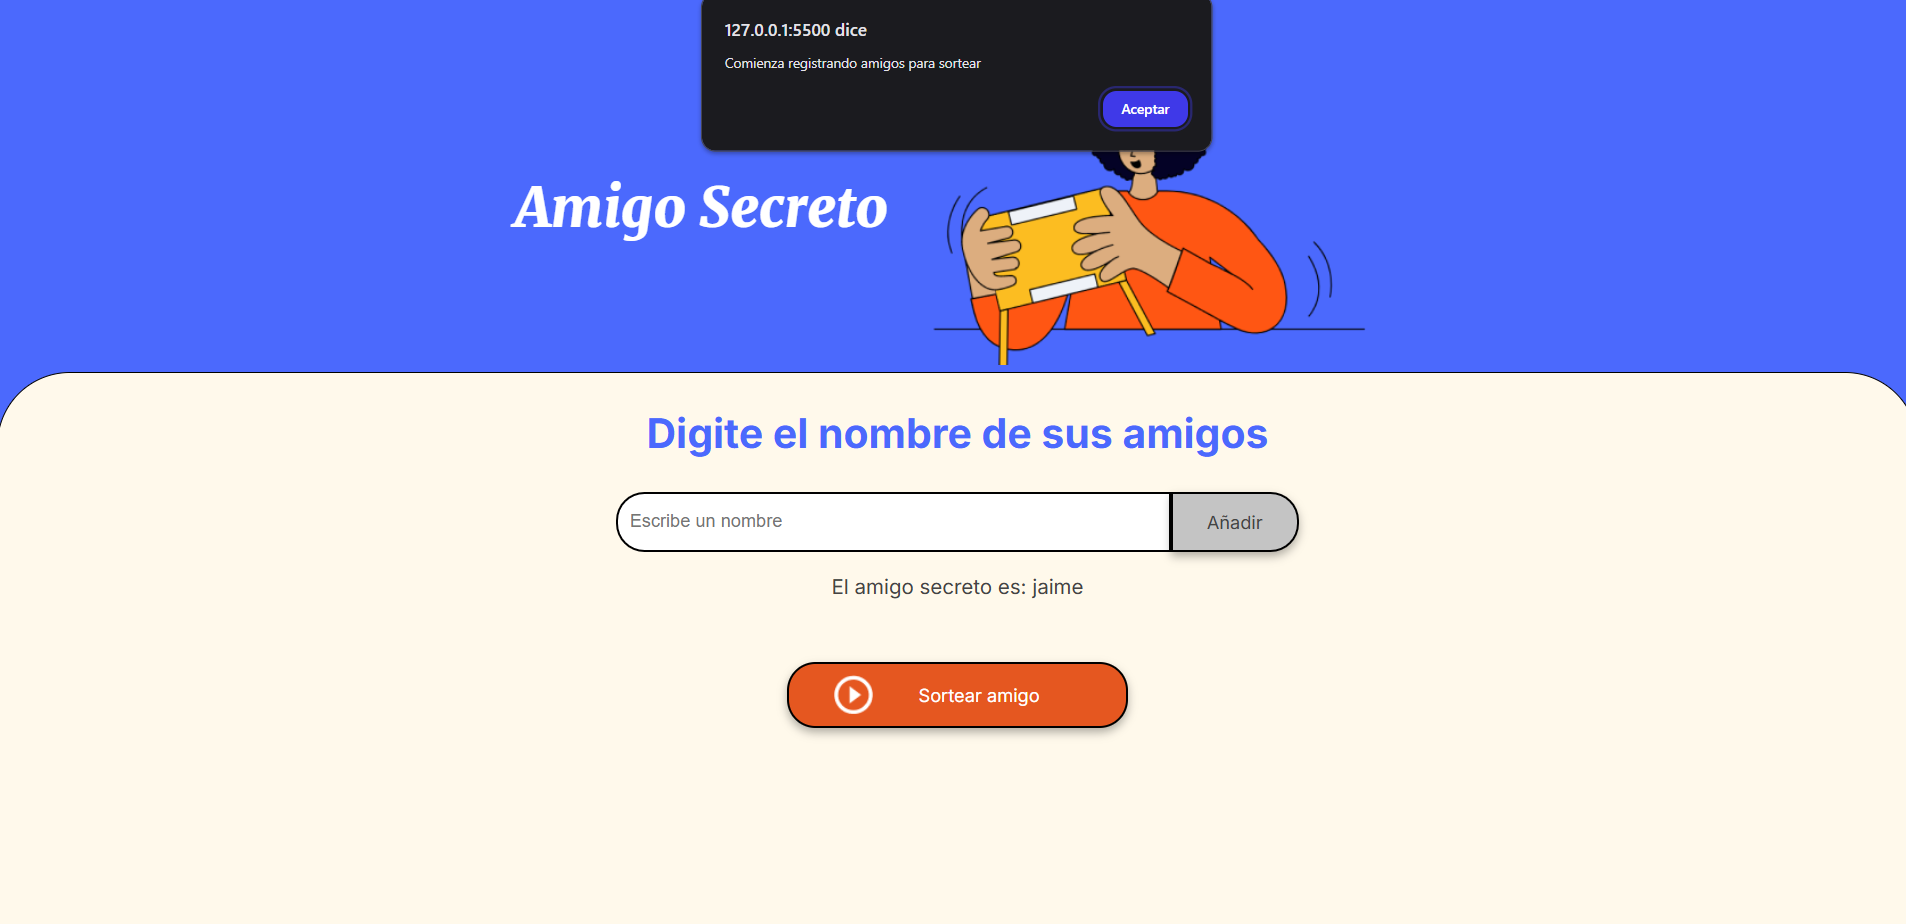 127.0.0.1:5500 dice
Comienza registrando amigos para sortear
Aceptar
Amigo Secreto
Digite el nombre de sus amigos
Escribe un nombre
Añadir
El amigo secreto es: jaime
Sortear amigo